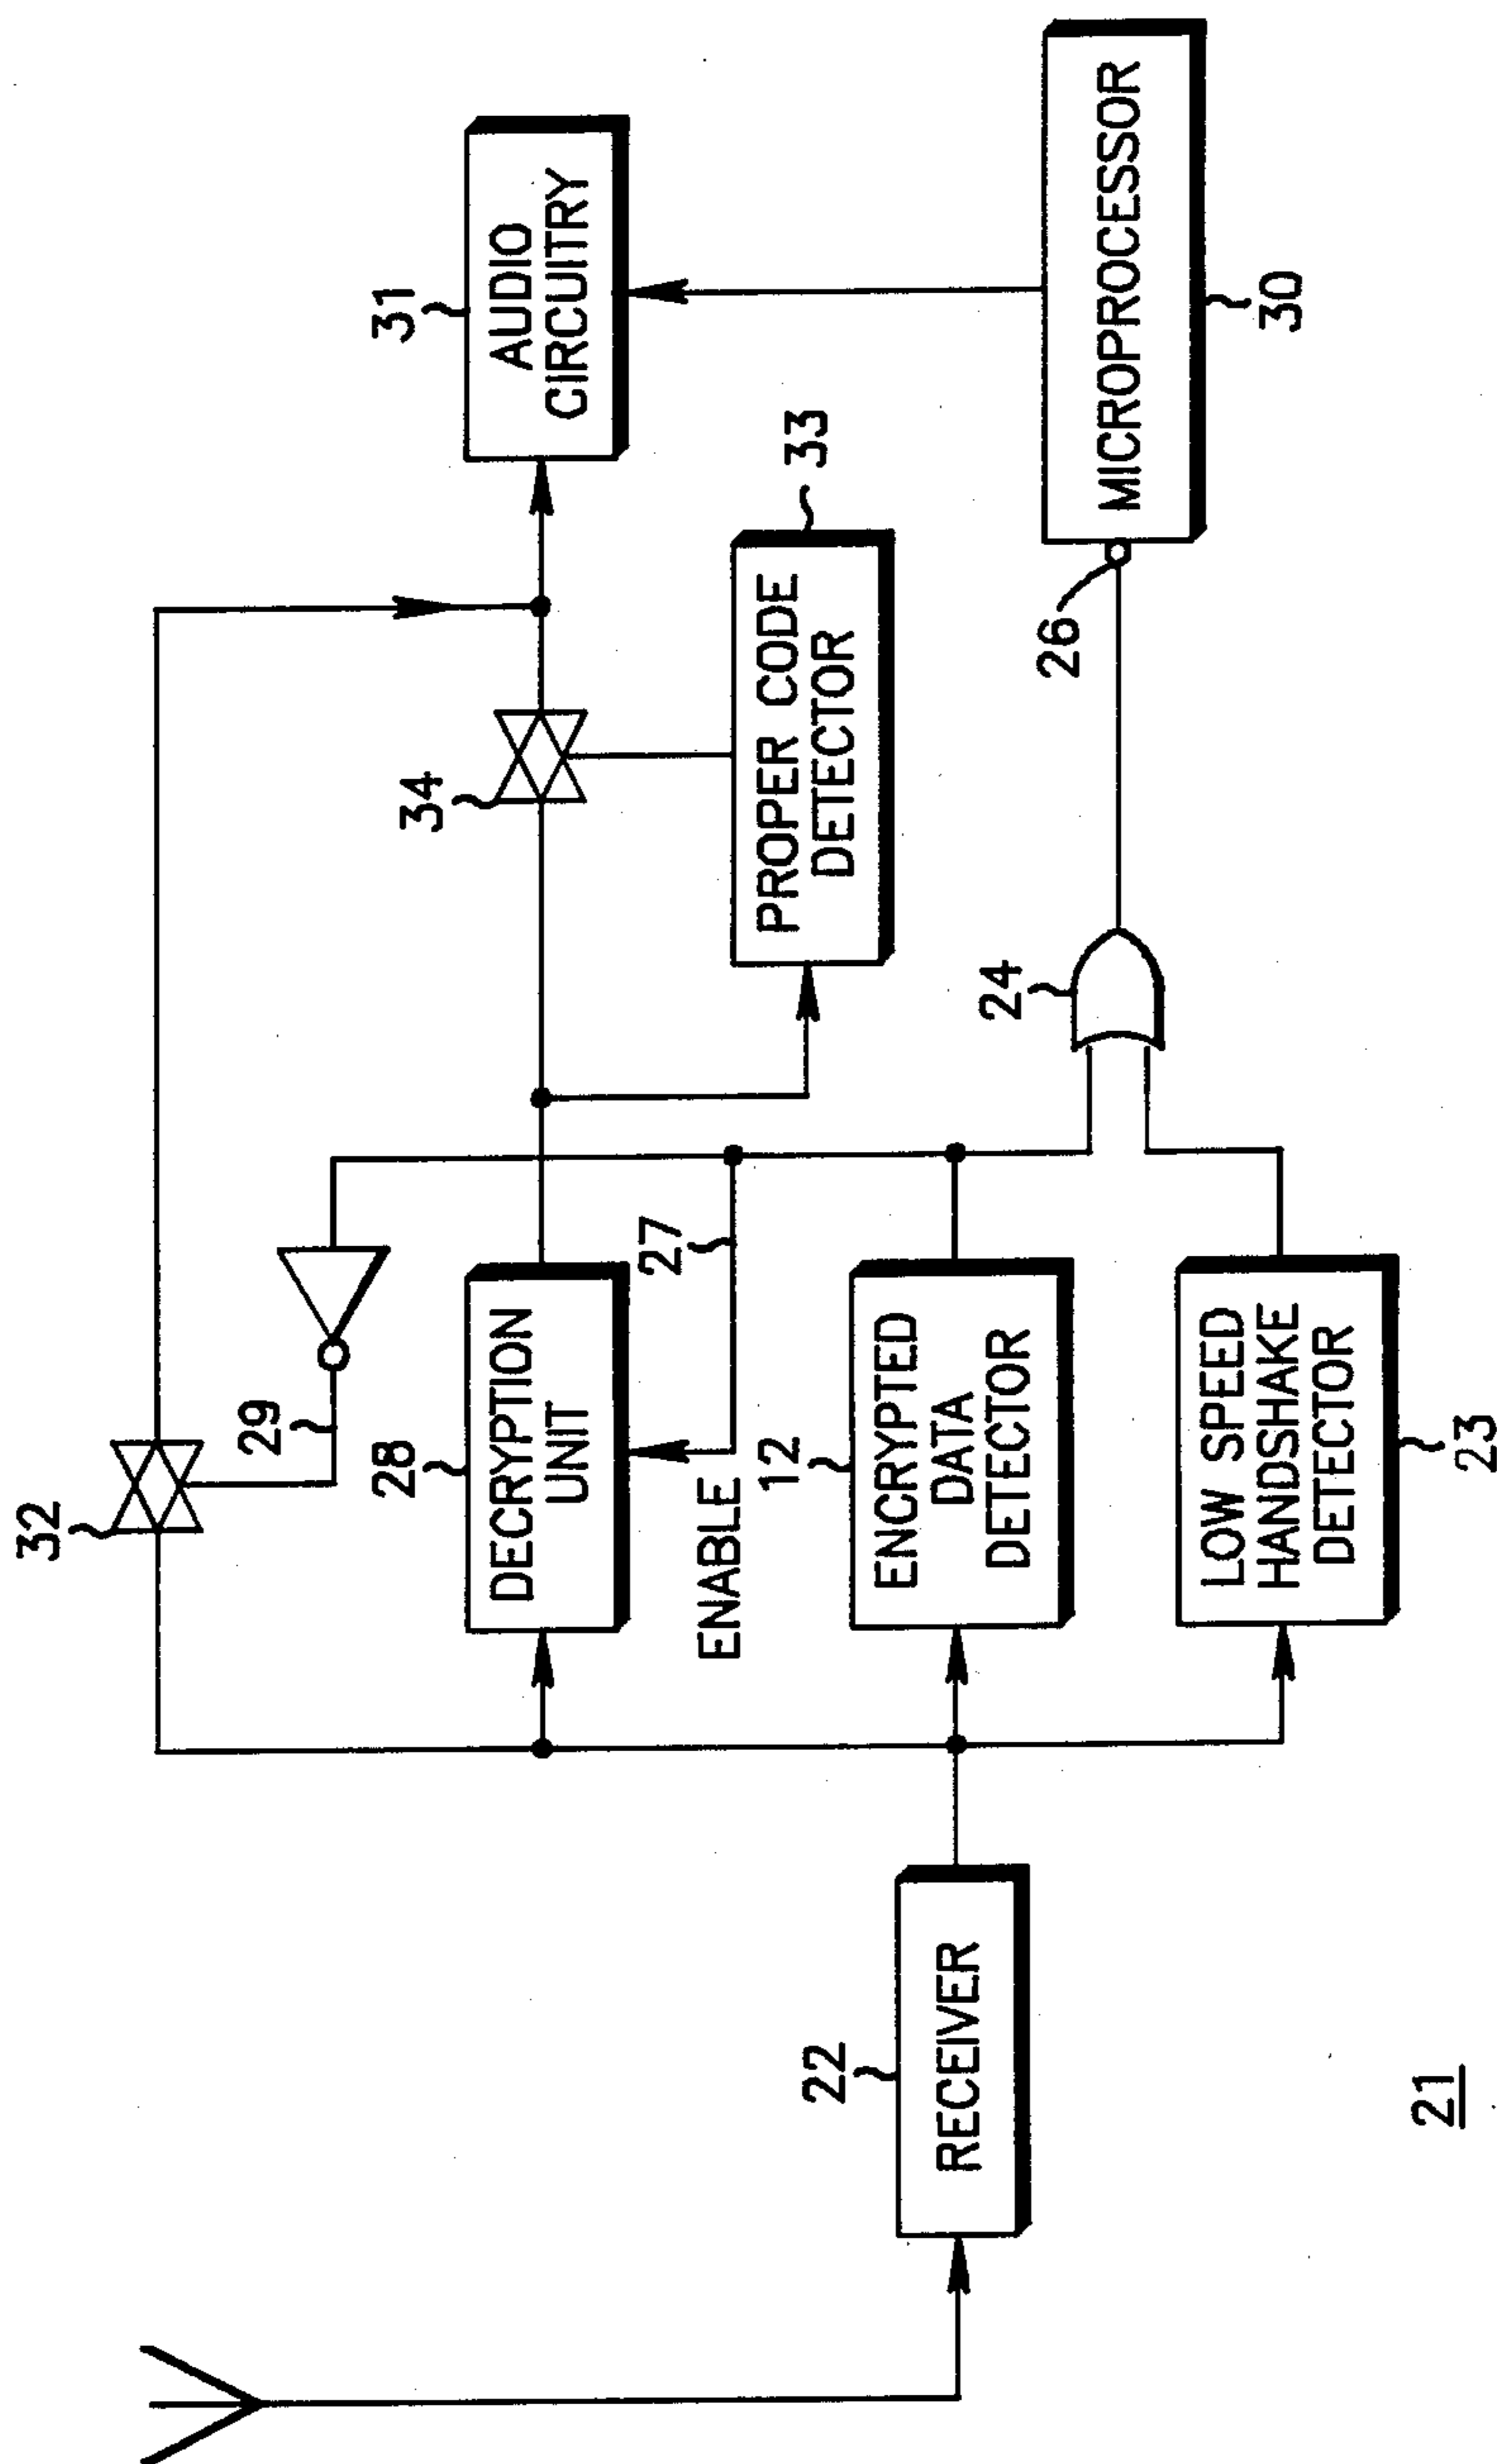 32
29
31
AUDIO
CIRCUITRY
28
DECRYPTION
UNIT
34
27
ENABLE
33
PROPER CODE
DETECTOR
12
ENCRYPTED
DATA
DETECTOR
22
RECEIVER
24
26
MICROPROCESSOR
30
LOW SPEED
HANDSHAKE
DETECTOR
23
21